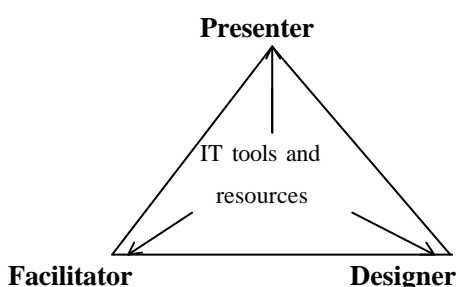 Presenter
IT tools and
resources
Facilitator Designer